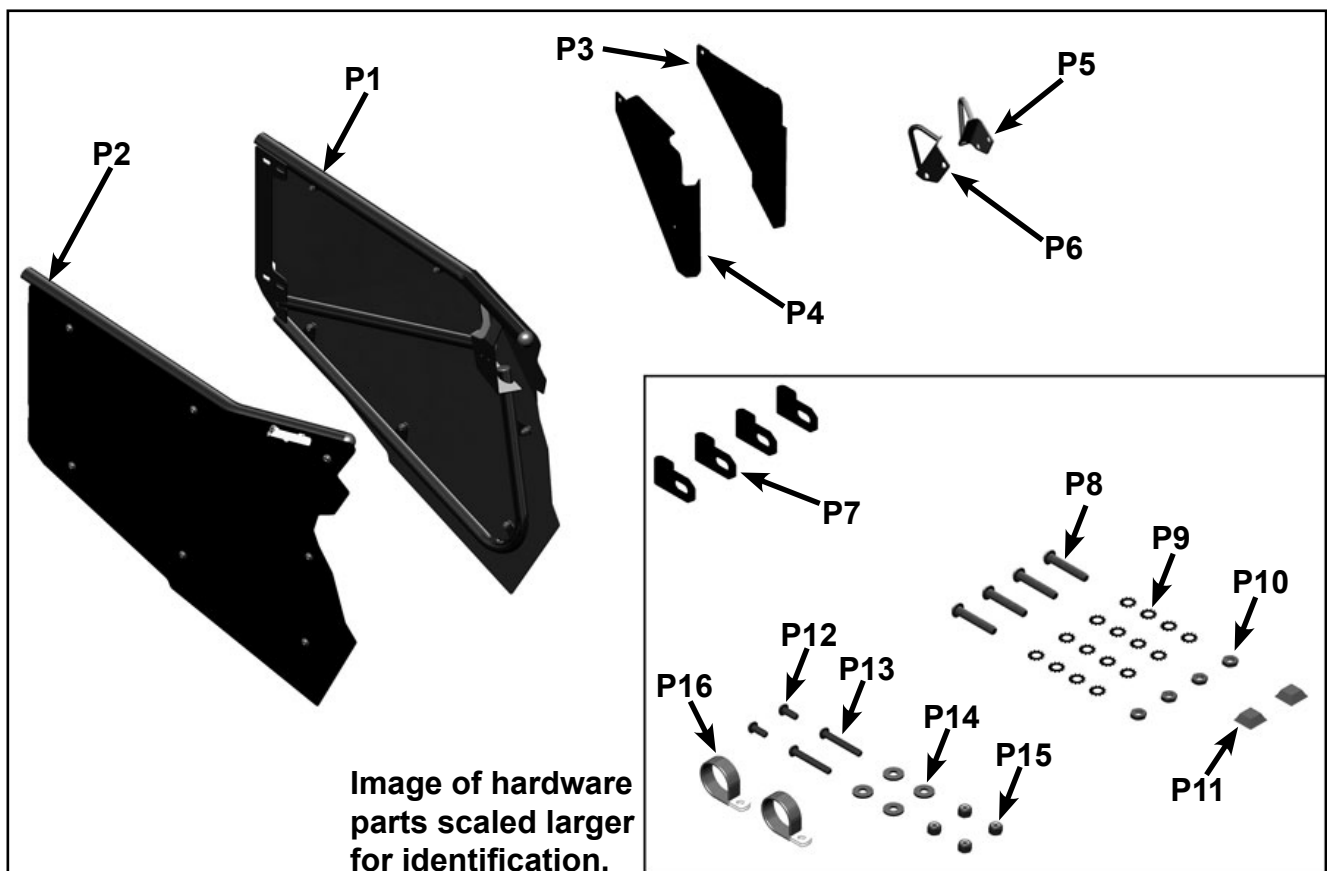 P3
P5
P1
P2
P6
P4
P8
P7
P9
P10
P12
P13
P16
P14
P15
P11
Image of hardware
parts scaled larger
for identification.